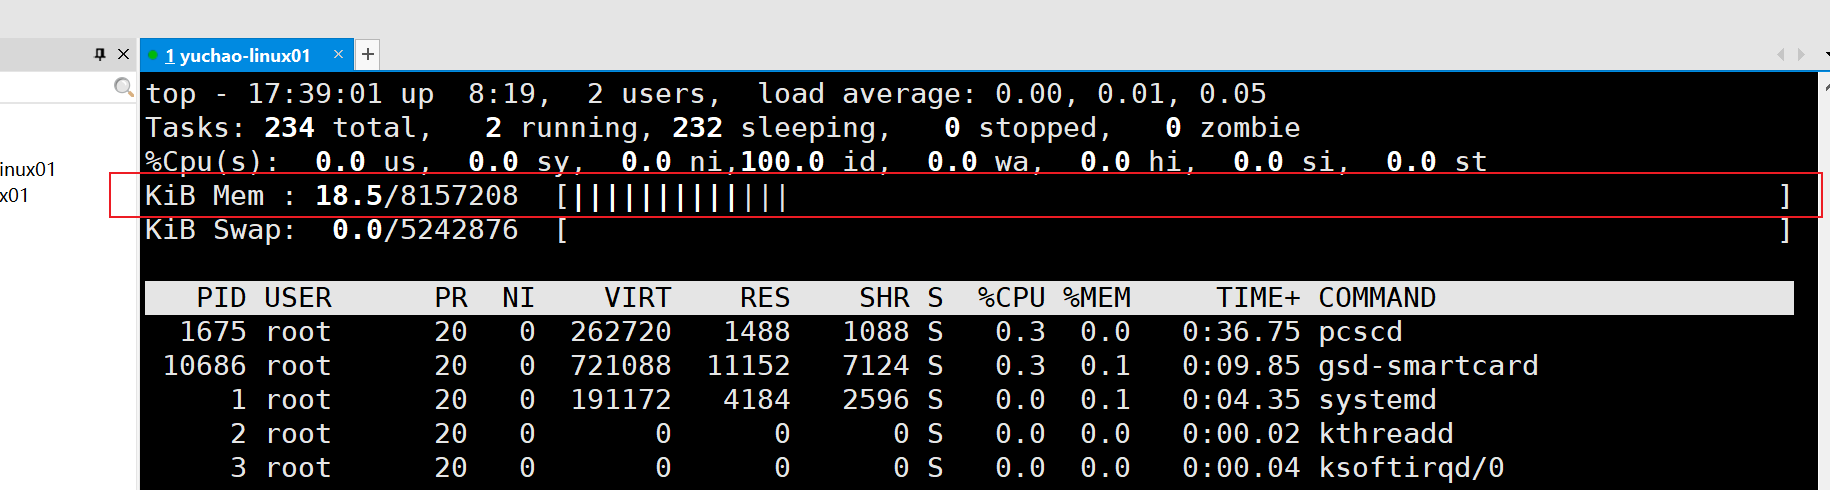 1 yuchao-linux01 × +
top - 17:39:01 up  8:19,  2 users,  load average: 0.00, 0.01, 0.05
Tasks: 234 total,   2 running, 232 sleeping,   0 stopped,   0 zombie
%Cpu(s):  0.0 us,  0.0 sy,  0.0 ni,100.0 id,  0.0 wa,  0.0 hi,  0.0 si,  0.0 st
inux01
KiB Mem : 18.5/8157208  [|||||||||||||                                                           ]
x01
KiB Swap:  0.0/5242876  [                                                                        ]
PID USER      PR  NI    VIRT    RES    SHR S  %CPU %MEM     TIME+ COMMAND
1675 root      20   0  262720   1488   1088 S   0.3  0.0   0:36.75 pcscd
10686 root      20   0  721088  11152   7124 S   0.3  0.1   0:09.85 gsd-smartcard
1 root      20   0  191172   4184   2596 S   0.0  0.1   0:04.35 systemd
2 root      20   0       0      0      0 S   0.0  0.0   0:00.02 kthreadd
3 root      20   0       0      0      0 S   0.0  0.0   0:00.04 ksoftirqd/0